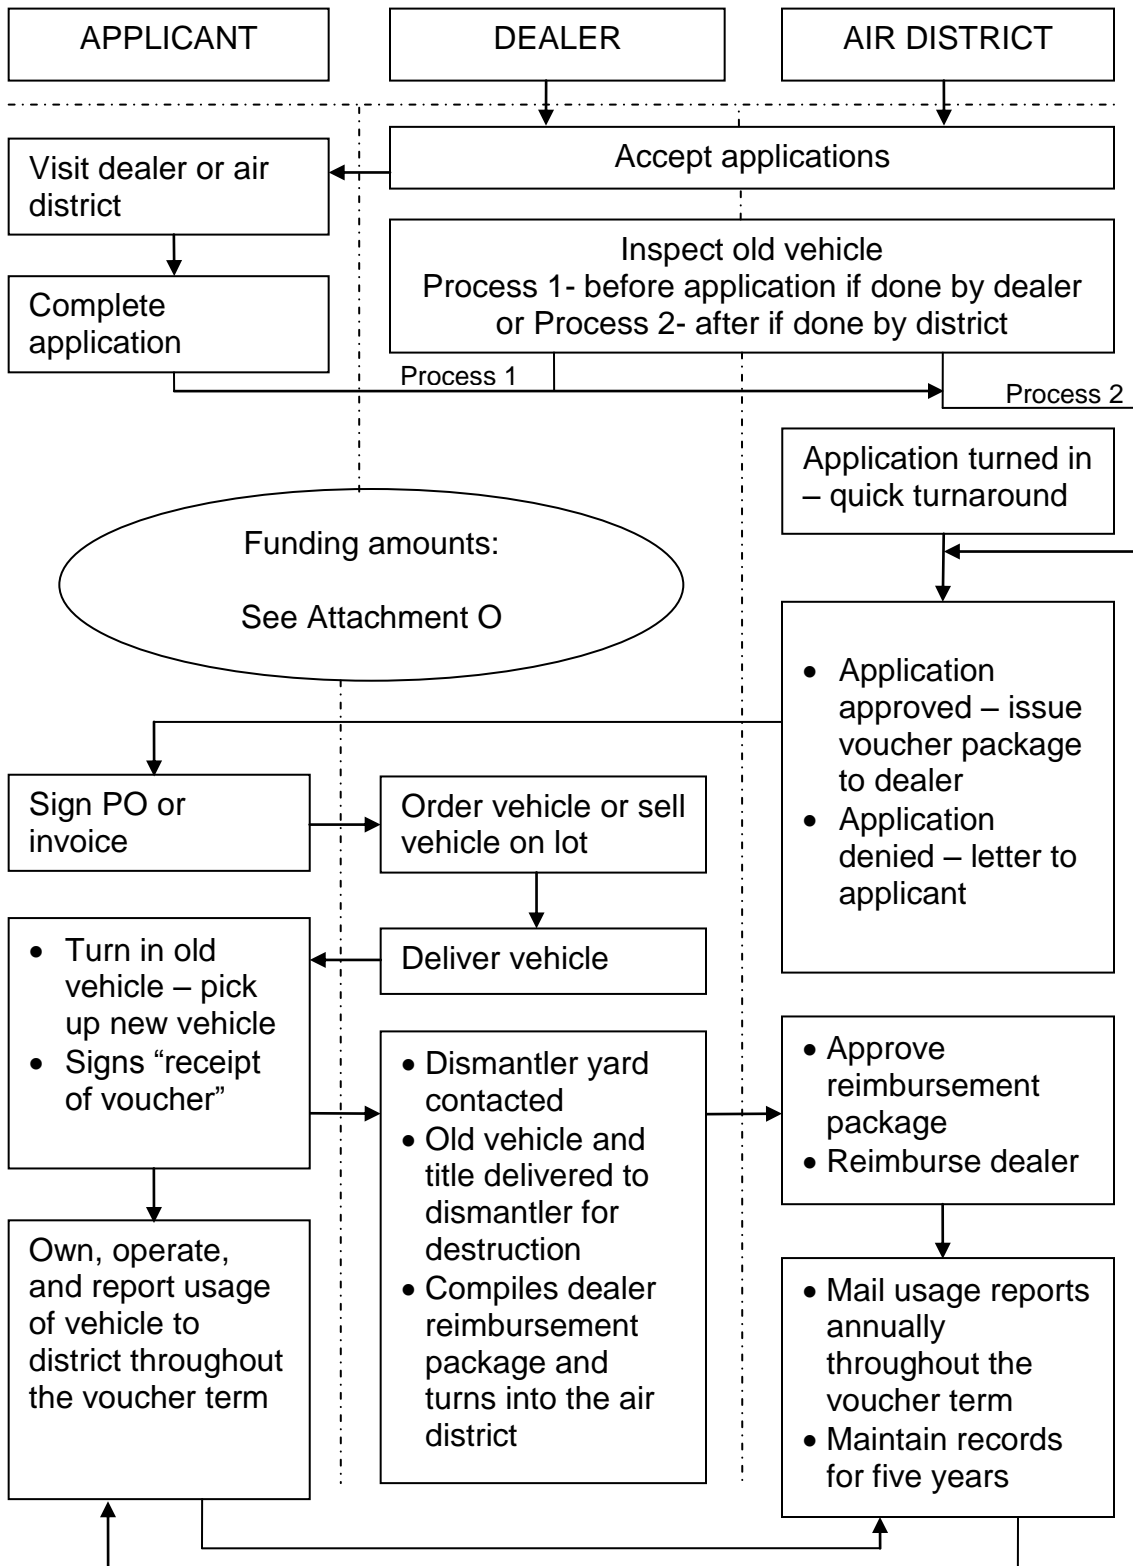 APPLICANT
DEALER
AIR DISTRICT
Accept applications
Visit dealer or air
district
Inspect old vehicle
Process 1- before application if done by dealer
or Process 2- after if done by district
Complete
application
Process 1
Process 2
Application turned in
– quick turnaround
Funding amounts:
See Attachment O
• Application
approved – issue
voucher package
to dealer
• Application
denied – letter to
applicant
Sign PO or
invoice
Order vehicle or sell
vehicle on lot
Deliver vehicle
• Turn in old
vehicle – pick
up new vehicle
• Signs “receipt
of voucher”
• Dismantler yard
contacted
• Old vehicle and
title delivered to
dismantler for
destruction
• Compiles dealer
reimbursement
package and
turns into the air
district
• Approve
reimbursement
package
• Reimburse dealer
Own, operate,
and report usage
of vehicle to
district throughout
the voucher term
• Mail usage reports
annually
throughout the
voucher term
• Maintain records
for five years